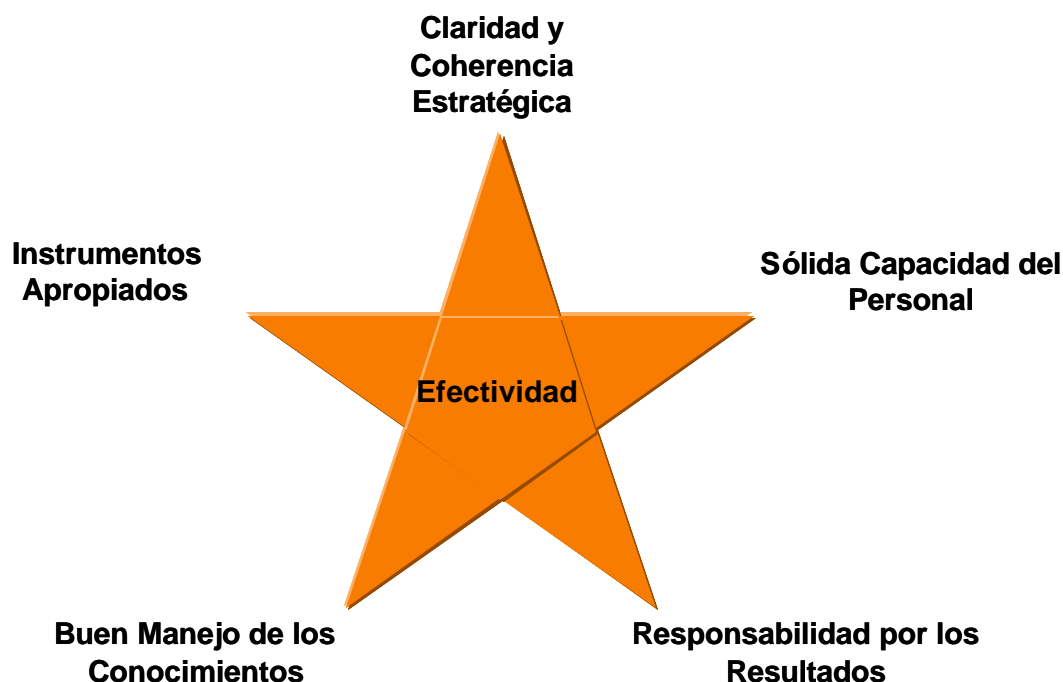 Claridad y
Coherencia
Estratégica
Instrumentos
Apropiados
Sólida Capacidad del
Personal
Efectividad
Buen Manejo de los
Conocimientos
Responsabilidad por los
Resultados